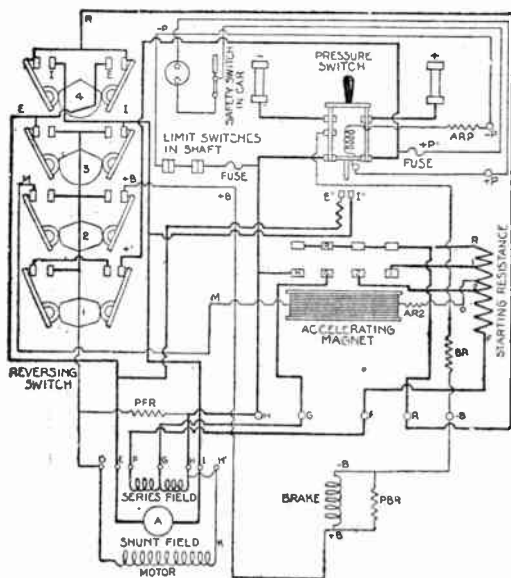 R
-P
-
PRESSURE
SWITCH
+
I
E
4
E
I
SAFETY SWITCH
IN CAR
LIMIT SWITCHES
IN SHAFT
FUSE
ARP
+P
FUSE
+P
3
M
+B
+B
2
1
E"
I"
R
M
ACCELERATING
MAGNET
AR2
STARTING RESISTANCE
BR
REVERSING
SWITCH
PFR
H
G
F
R
-B
D
E
F
G
H
I
K
SERIES FIELD
A
SHUNT FIELD
MOTOR
K
-B
BRAKE
PBR
+B